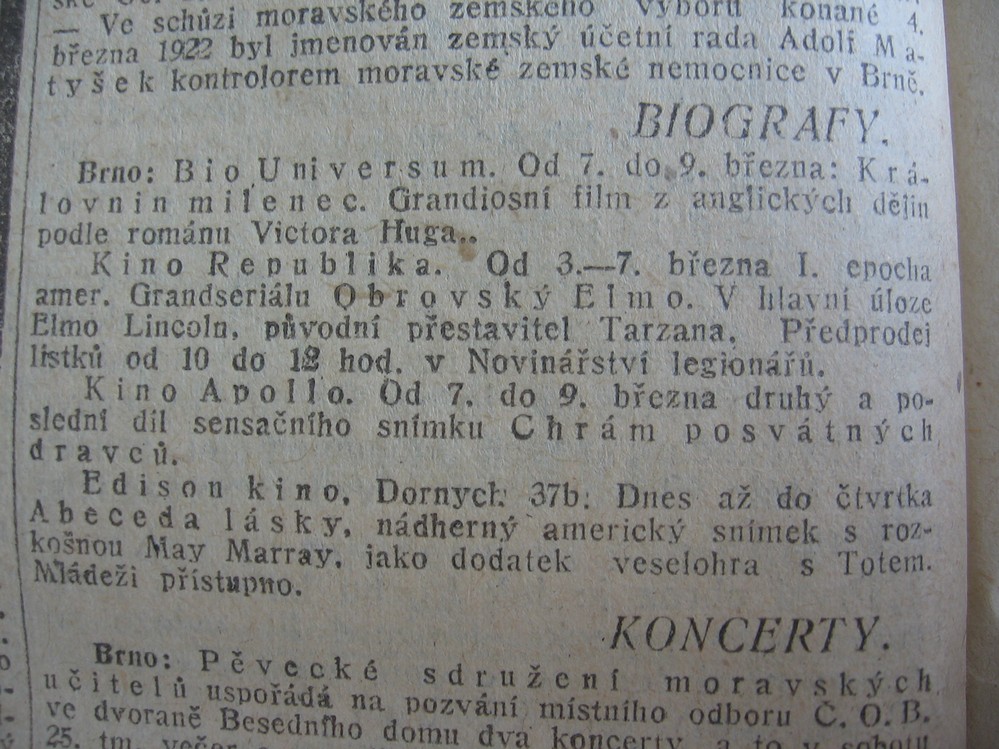 — Ve schůzi moravského zemského výboru konané 4.
března 1922 byl jmenován zemský účetní rada Adolf Ma-
tyšek kontrolorem moravské zemské nemocnice v Brně.
BIOGRAFY.
Brno: Bio Universum. Od 7. do 9. března: Krá-
lovnin milenec. Grandiosní film z anglických dějin
podle románu Victora Huga..
Kino Republika. Od 3.—7. března I. epocha
amer. Grandseriálu Obrovský Elmo. V hlavní úloze
Elmo Lincoln, původní přestavitel Tarzana. Předprodej
lístků od 10 do 12 hod. v Novinářství legionářů.
Kino Apollo. Od 7. do 9. března druhý a po-
slední díl sensačního snímku Chrám posvátných
dravců.
Edison kino, Dornych 37b: Dnes až do čtvrtka
Abeceda lásky, nádherný americký snímek s roz-
košnou May Marray, jako dodatek veselohra s Totem.
Mládeži přístupno.
KONCERTY.
Brno: Pěvecké sdružení moravských
učitelů uspořádá na pozvání místního odboru Č. O. B.
ve dvoraně Besedního domu dva koncerty, a to v sobotu
25. tm. večer